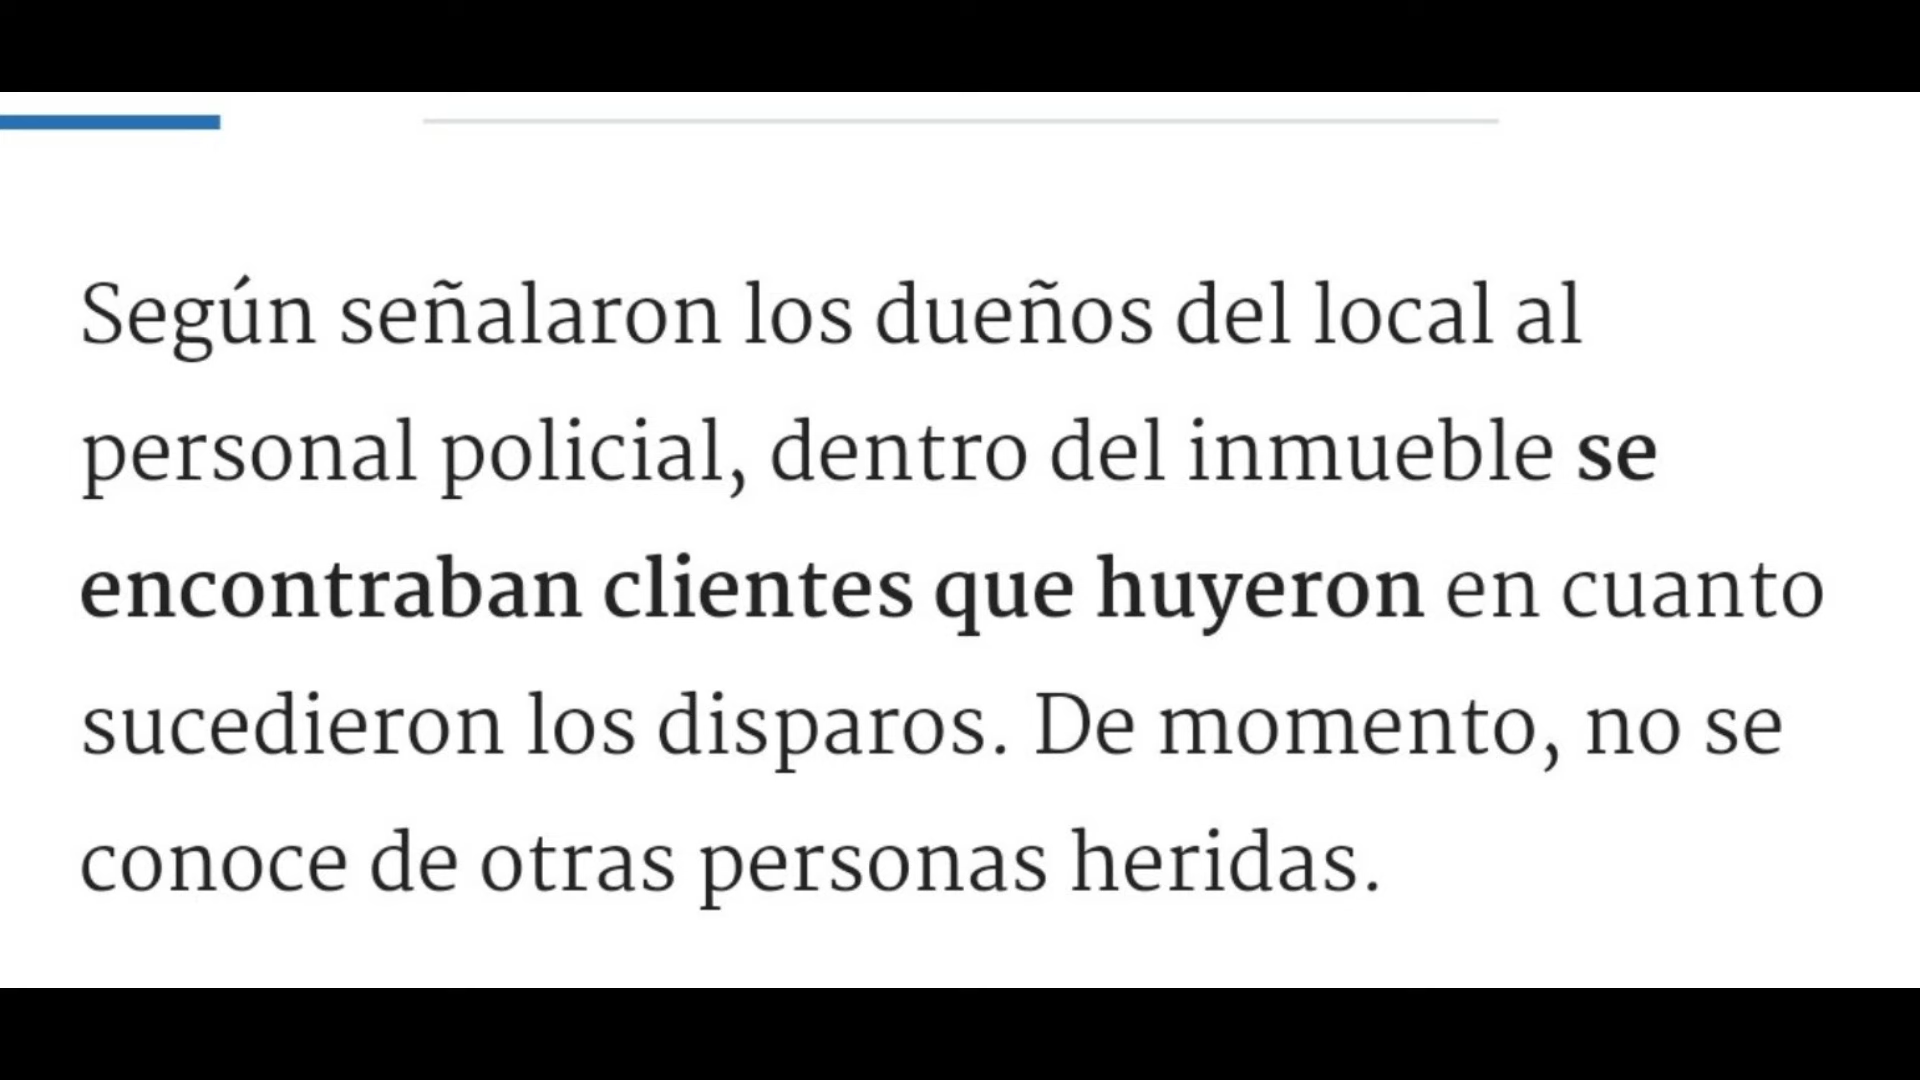 Según señalaron los dueños del local al
personal policial, dentro del inmueble se
encontraban clientes que huyeron en cuanto
sucedieron los disparos. De momento, no se
conoce de otras personas heridas.